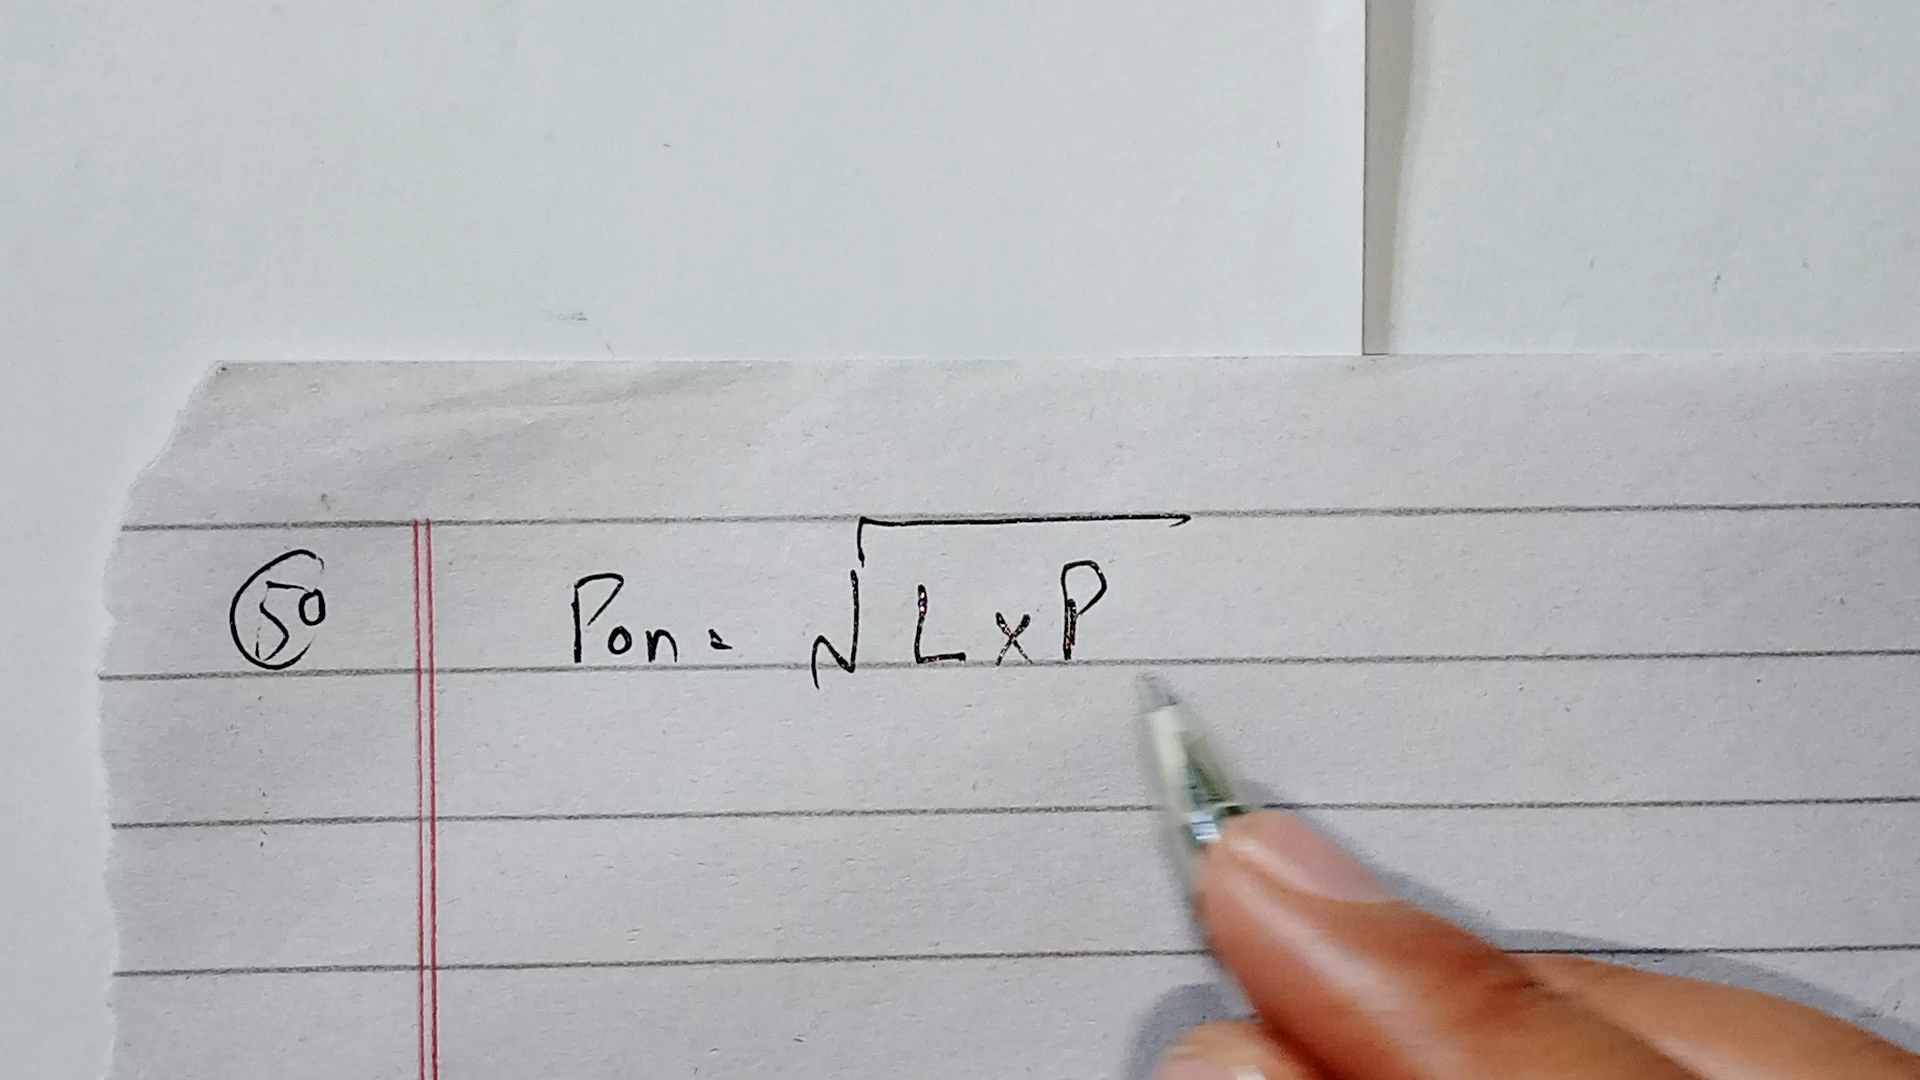 50 Pon = √L x P